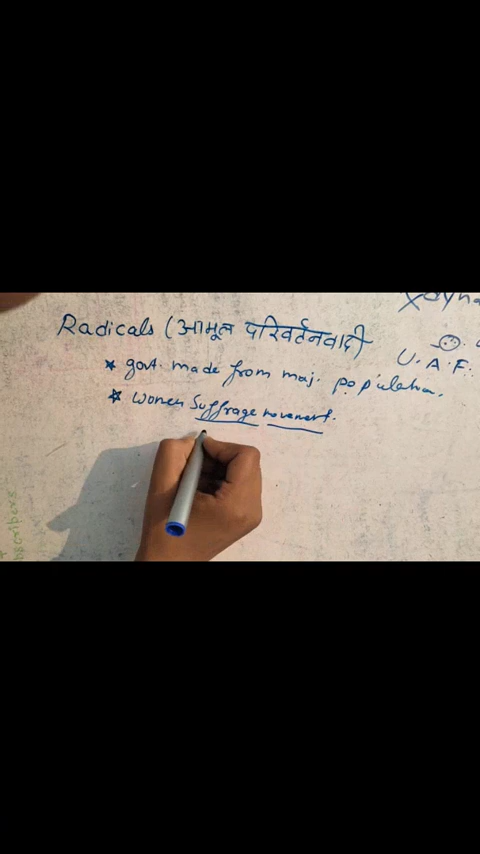 Radicals (आमूल परिवर्तनवादी)
U.A.F.
* govt. made from maj. population.
* women Suffrage movement.